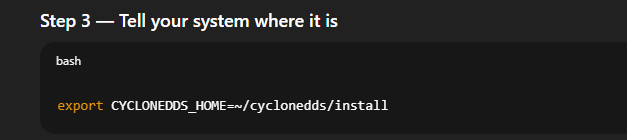 Step 3 — Tell your system where it is
bash
export CYCLONEDDS_HOME=~/cyclonedds/install